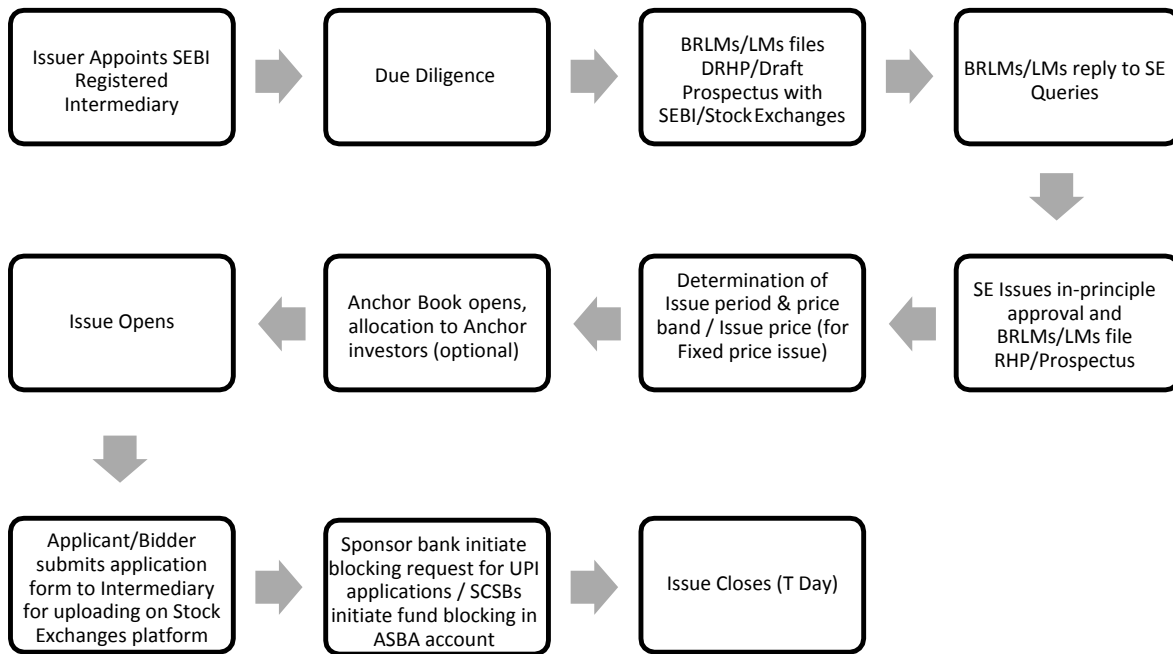 Issuer Appoints SEBI
Registered
Intermediary
Due Diligence
BRLMs/LMs files
DRHP/Draft
Prospectus with
SEBI/Stock Exchanges
BRLMs/LMs reply to SE
Queries
SE Issues in-principle
approval and
BRLMs/LMs file
RHP/Prospectus
Determination of
Issue period & price
band / Issue price (for
Fixed price issue)
Anchor Book opens,
allocation to Anchor
investors (optional)
Issue Opens
Applicant/Bidder
submits application
form to Intermediary
for uploading on Stock
Exchanges platform
Sponsor bank initiate
blocking request for UPI
applications / SCSBs
initiate fund blocking in
ASBA account
Issue Closes (T Day)